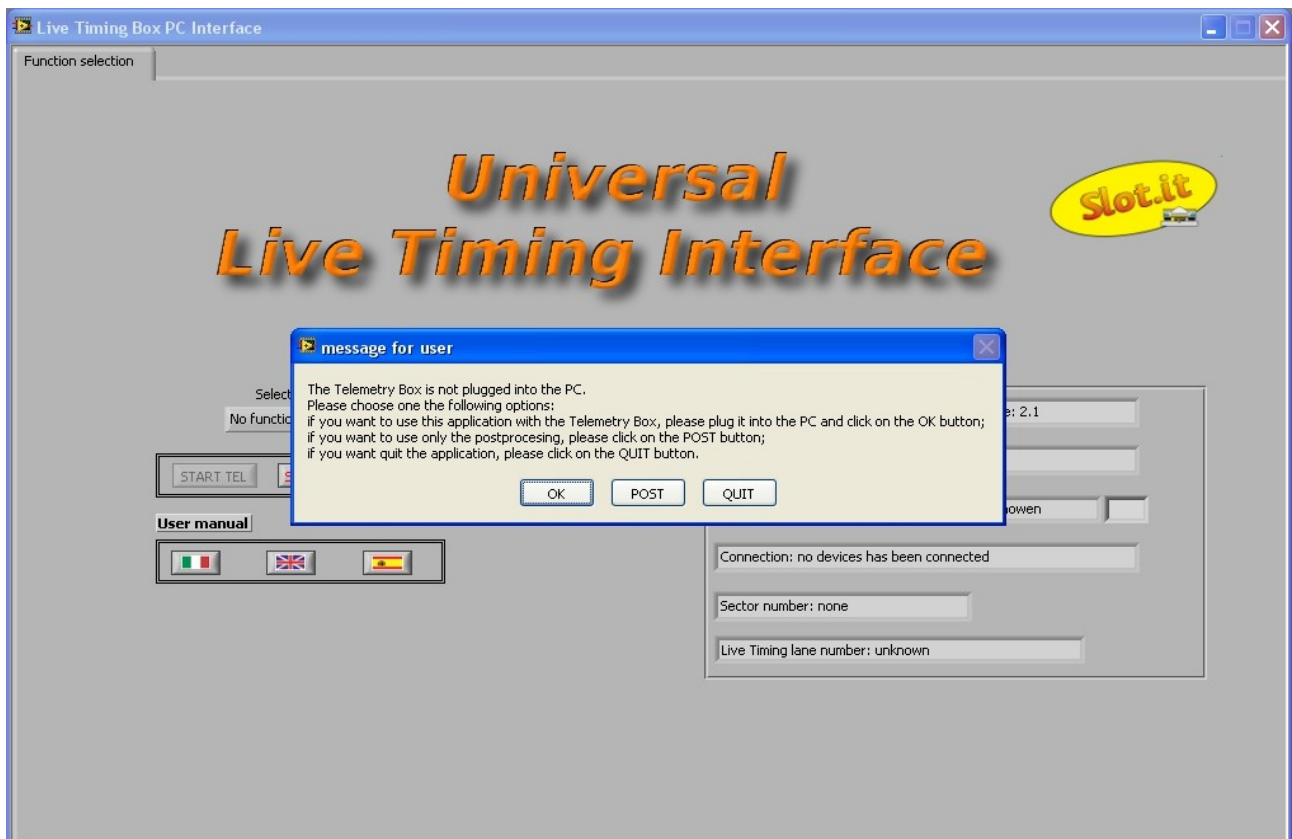 Live Timing Box PC Interface
Function selection
Universal
Live Timing Interface
Slot.it
message for user
The Telemetry Box is not plugged into the PC.
Please choose one the following options:
if you want to use this application with the Telemetry Box, please plug it into the PC and click on the OK button;
if you want to use only the postprocesing, please click on the POST button;
if you want quit the application, please click on the QUIT button.
OK POST QUIT
Select
No functio
e: 2.1
START TEL S
owen
User manual
Connection: no devices has been connected
Sector number: none
Live Timing lane number: unknown